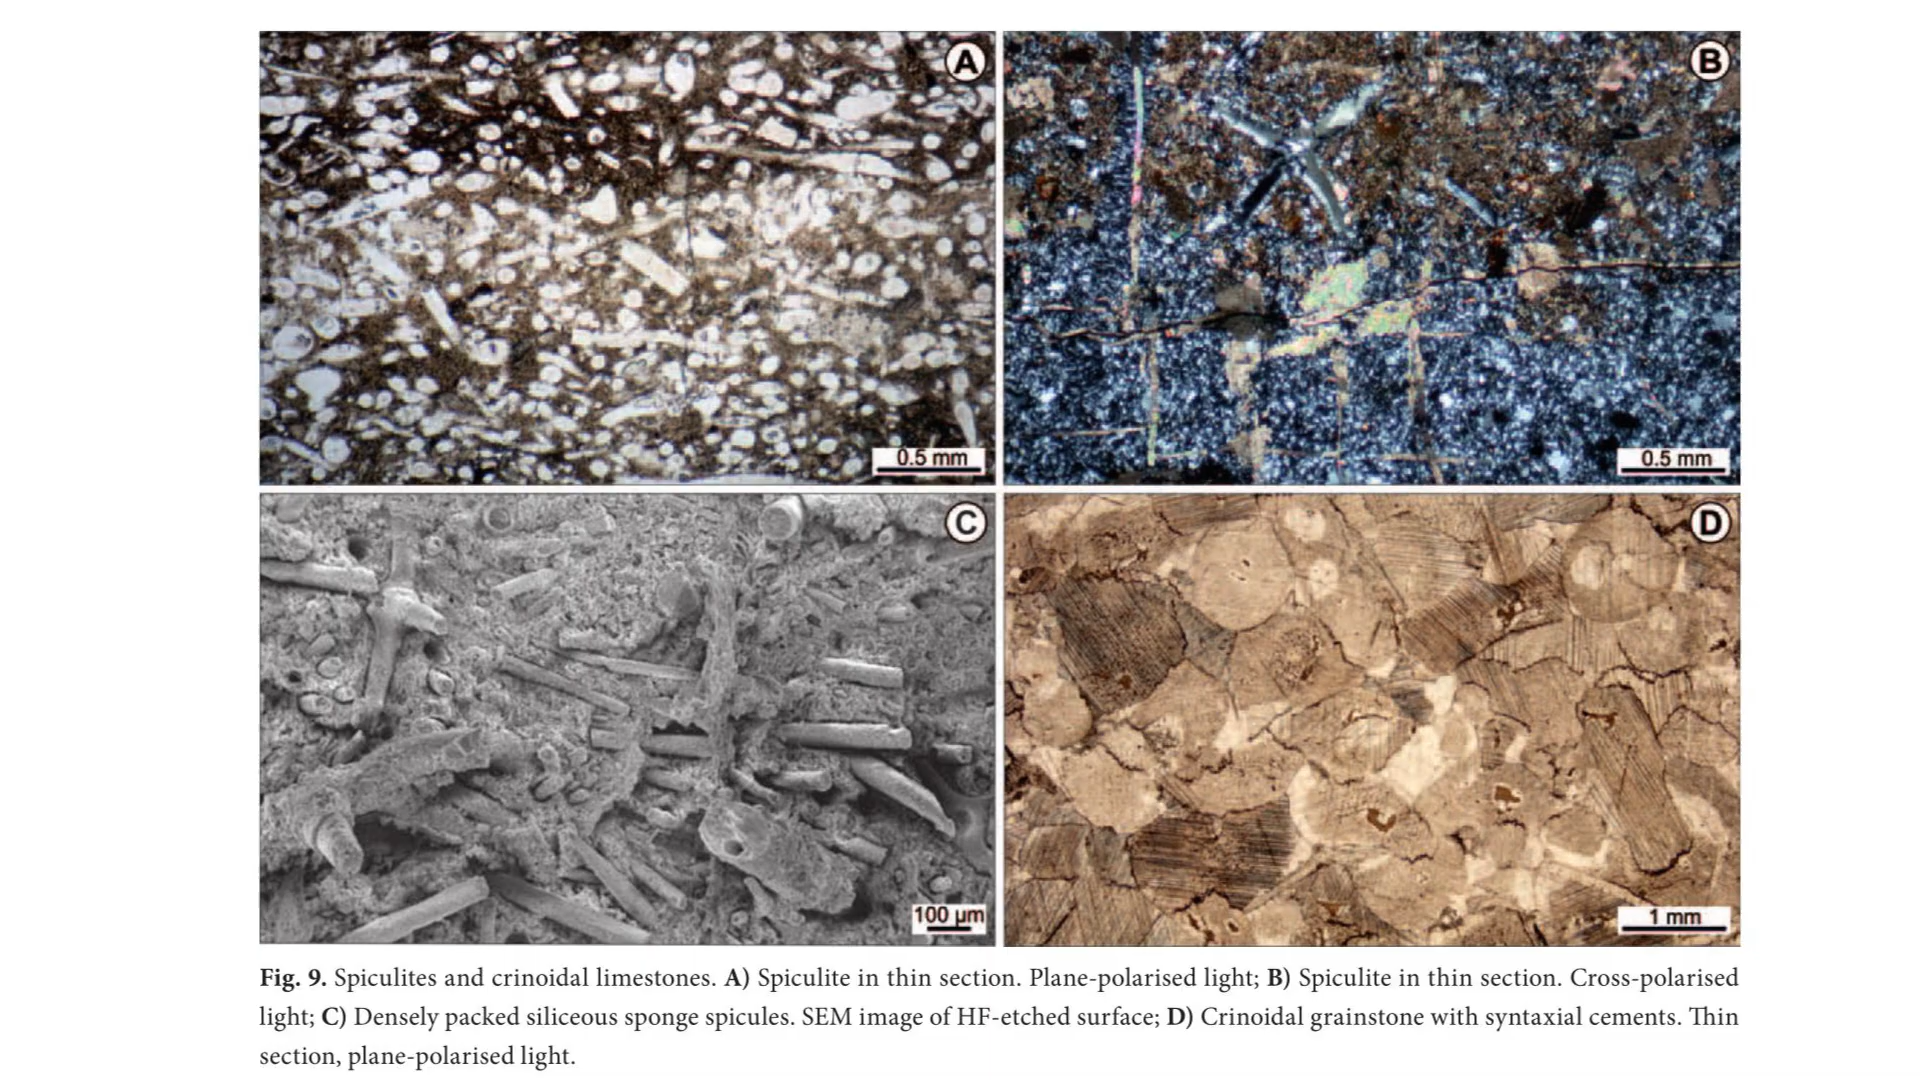 A
B
0.5 mm
0.5 mm
C
D
100 µm
1 mm
Fig. 9. Spiculites and crinoidal limestones. A) Spiculite in thin section. Plane-polarised light; B) Spiculite in thin section. Cross-polarised
light; C) Densely packed siliceous sponge spicules. SEM image of HF-etched surface; D) Crinoidal grainstone with syntaxial cements. Thin
section, plane-polarised light.